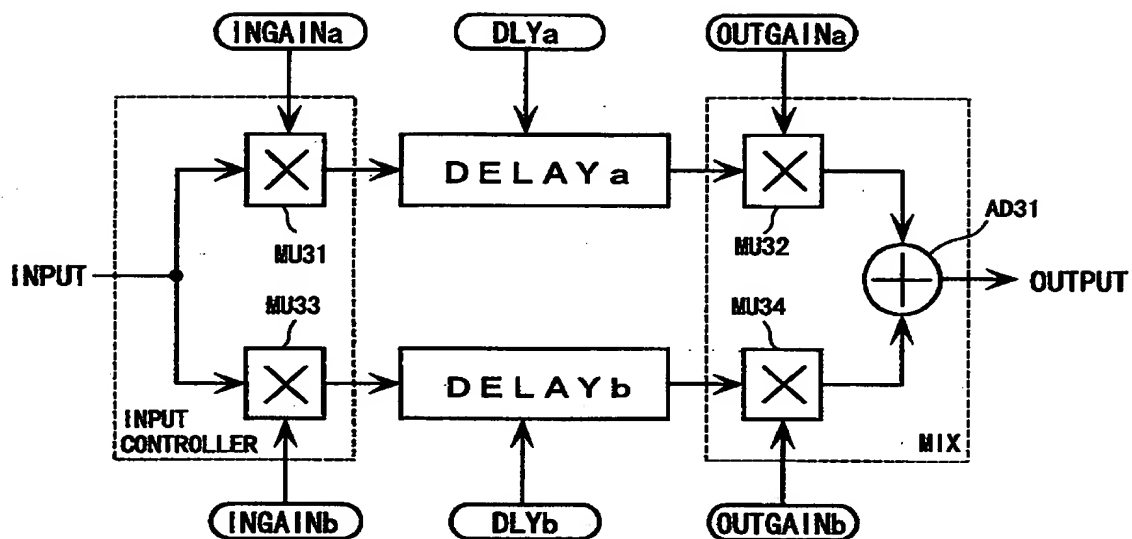 INGAINa
DLYa
OUTGAINa
DELAYa
MU31
MU32
AD31
INPUT
OUTPUT
MU33
MU34
DELAYb
INPUT
CONTROLLER
MIX
INGAINb
DLYb
OUTGAINb